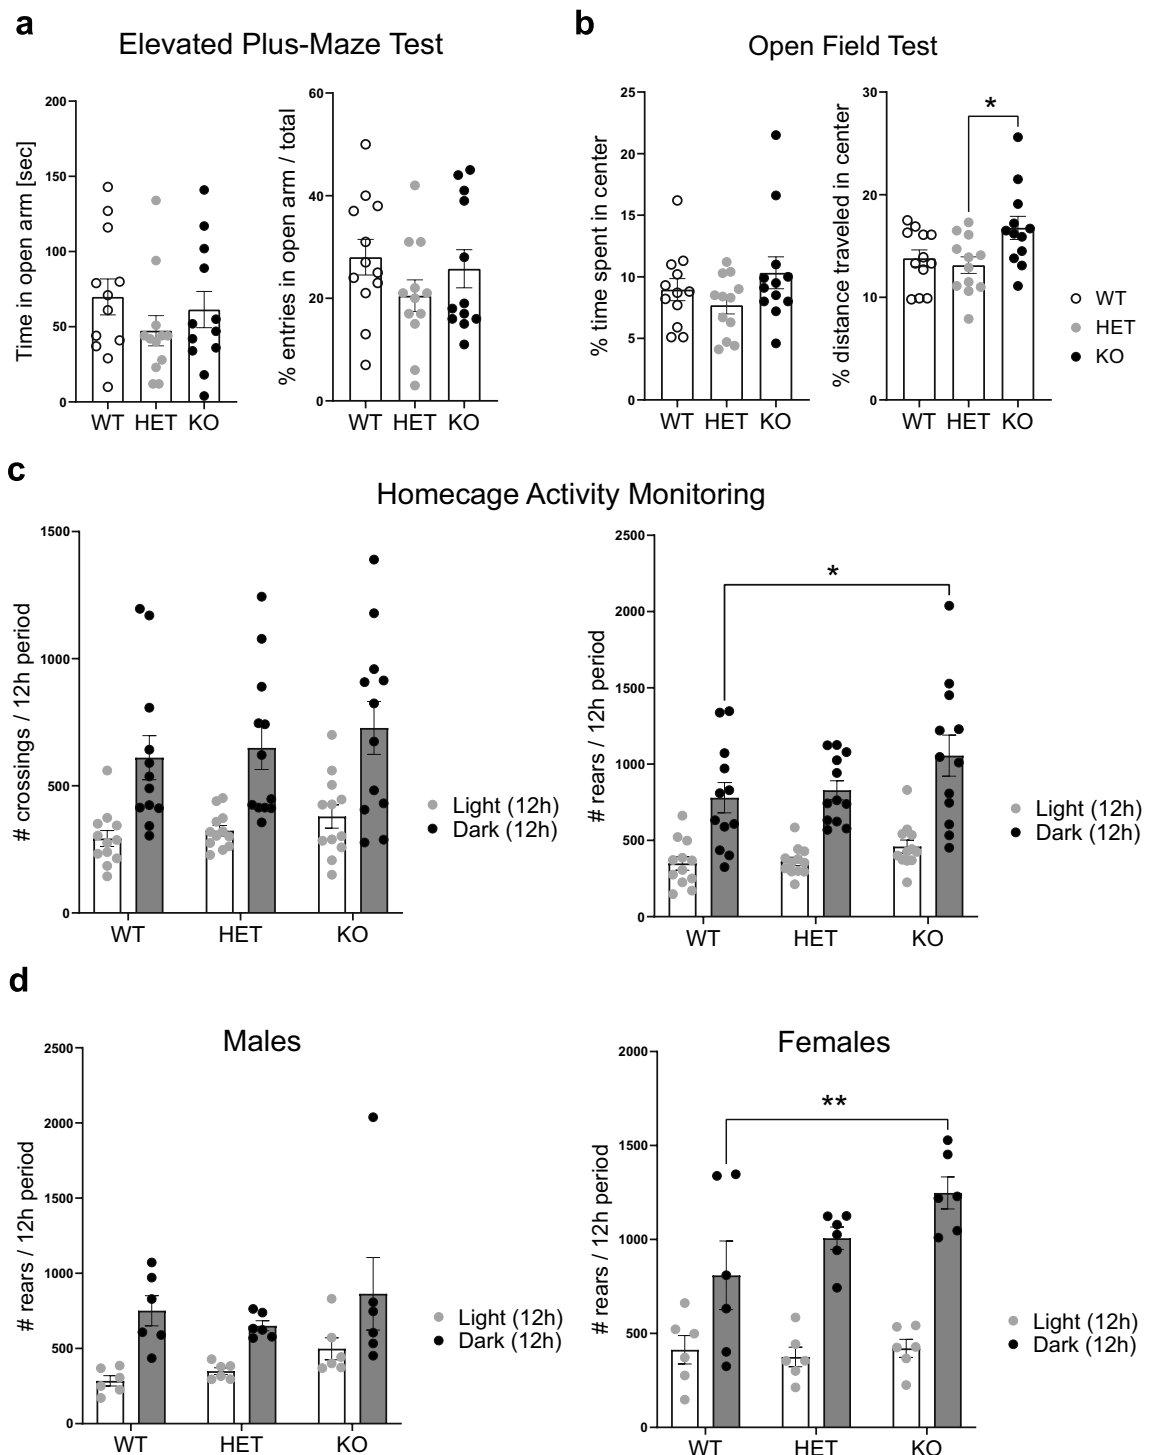 a
Elevated Plus-Maze Test
Time in open arm [sec]
200
150
100
50
0
WT HET KO
% entries in open arm / total
60
40
20
0
WT HET KO
b
Open Field Test
% time spent in center
25
20
15
10
5
0
WT HET KO
% distance traveled in center
30
20
10
0
*
WT HET KO
WT
HET
KO
c
Homecage Activity Monitoring
# crossings / 12h period
1500
1000
500
0
WT HET KO
Light (12h)
Dark (12h)
# rears / 12h period
2500
2000
1500
1000
500
0
*
WT HET KO
Light (12h)
Dark (12h)
d
Males
# rears / 12h period
2500
2000
1500
1000
500
0
WT HET KO
Light (12h)
Dark (12h)
Females
# rears / 12h period
2000
1500
1000
500
0
**
WT HET KO
Light (12h)
Dark (12h)